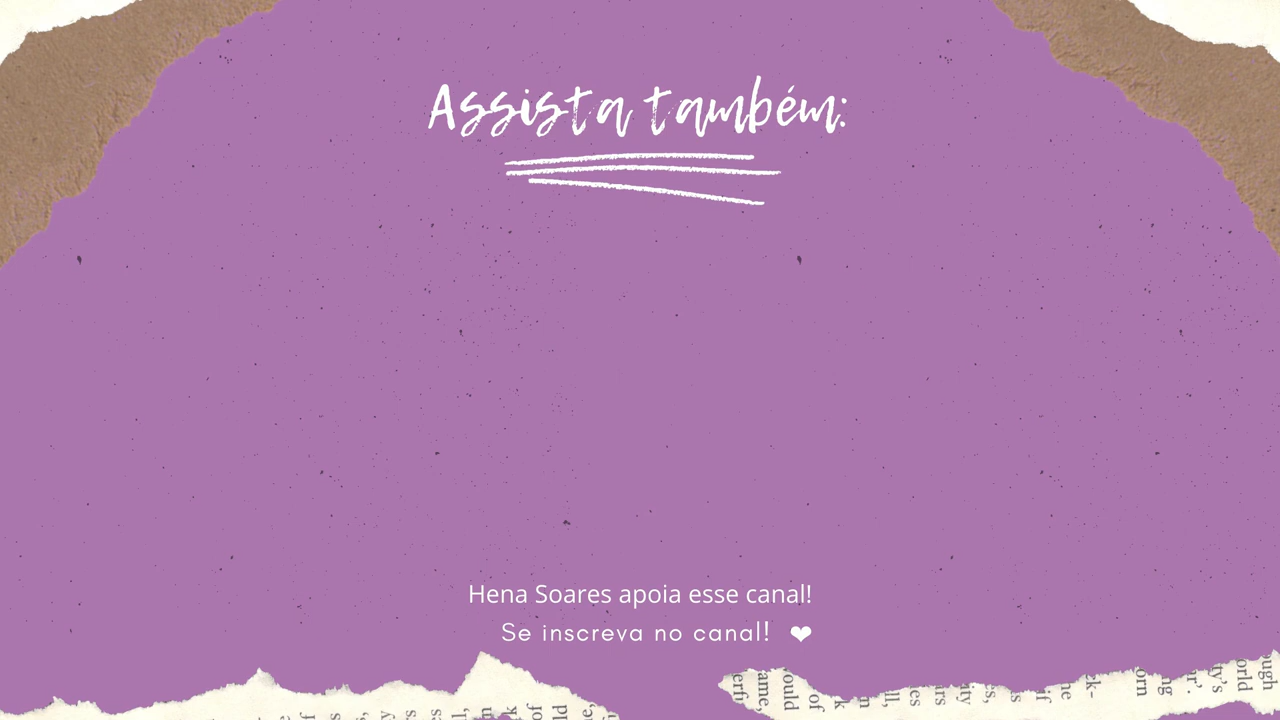 Assista também:
Hena Soares apoia esse canal!
Se inscreva no canal! ❤